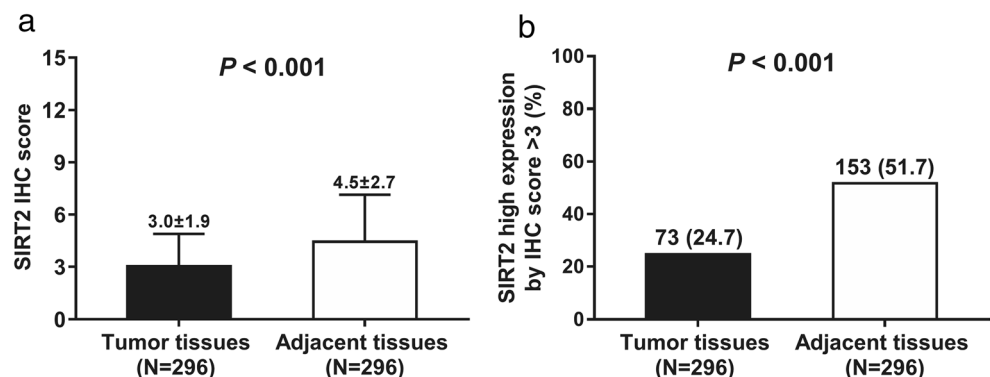 a
SIRT2 IHC score
15
12
9
6
3
0
P < 0.001
3.0±1.9
4.5±2.7
Tumor tissues
(N=296)
Adjacent tissues
(N=296)
b
SIRT2 high expression
by IHC score >3 (%)
100
80
60
40
20
0
P < 0.001
73 (24.7)
153 (51.7)
Tumor tissues
(N=296)
Adjacent tissues
(N=296)